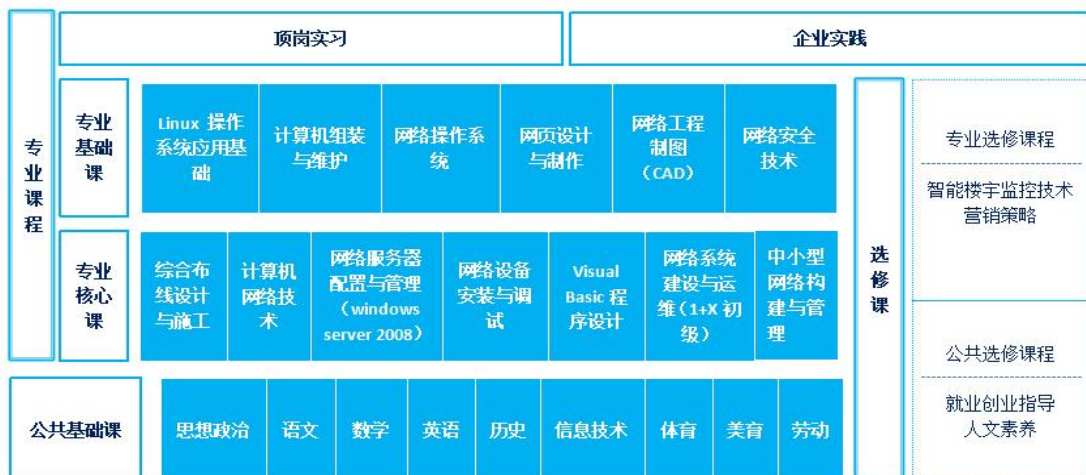 顶岗实习
企业实践
专
业
课
程
专业
基础
课
Linux 操作
系统应用基
础
计算机组装
与维护
网络操作系
统
网页设计
与制作
网络工程
制图
（CAD）
网络安全
技术
专业
核心
课
综合布
线设计
与施工
计算机
网络技
术
网络服务器
配置与管理
（windows
server 2008）
网络设备
安装与调
试
Visual
Basic 程
序设计
网络系统
建设与运
维（1+X 初
级）
中小型
网络构
建与管
理
选
修
课
专业选修课程
智能楼宇监控技术
营销策略
公共选修课程
就业创业指导
人文素养
公共基础课
思想政治
语文
数学
英语
历史
信息技术
体育
美育
劳动